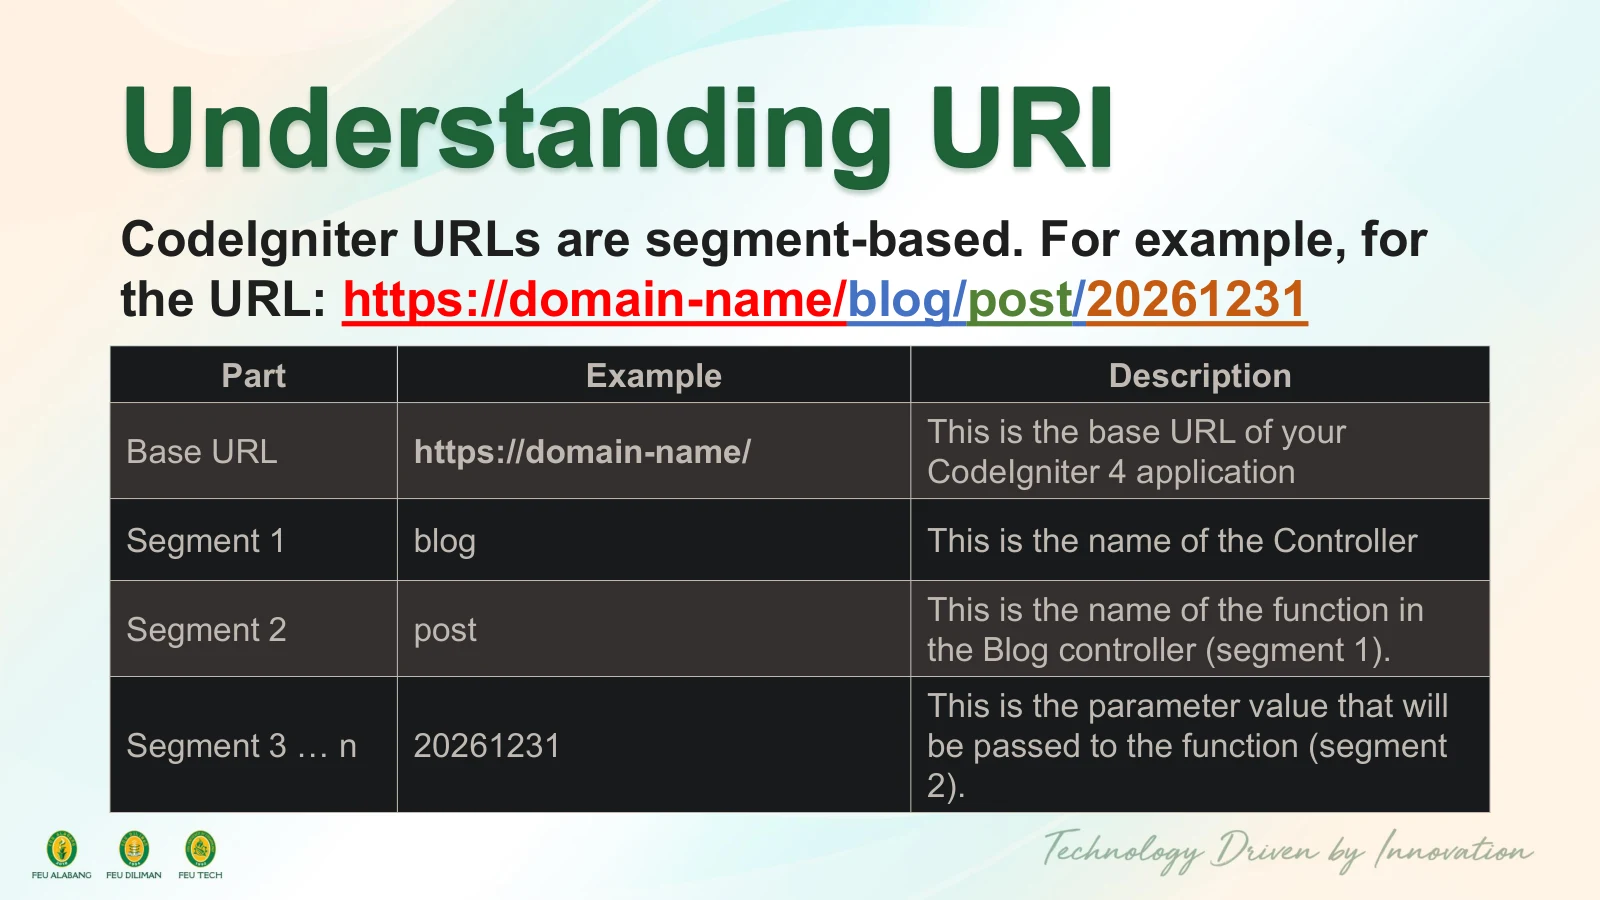 Understanding URI
CodeIgniter URLs are segment-based. For example, for
the URL: https://domain-name/blog/post/20261231
Part Example Description
Base URL https://domain-name/ This is the base URL of your
CodeIgniter 4 application
Segment 1 blog This is the name of the Controller
Segment 2 post This is the name of the function in
the Blog controller (segment 1).
Segment 3 … n 20261231 This is the parameter value that will
be passed to the function (segment
2).
FEU ALABANG FEU DILIMAN FEU TECH
Technology Driven by Innovation